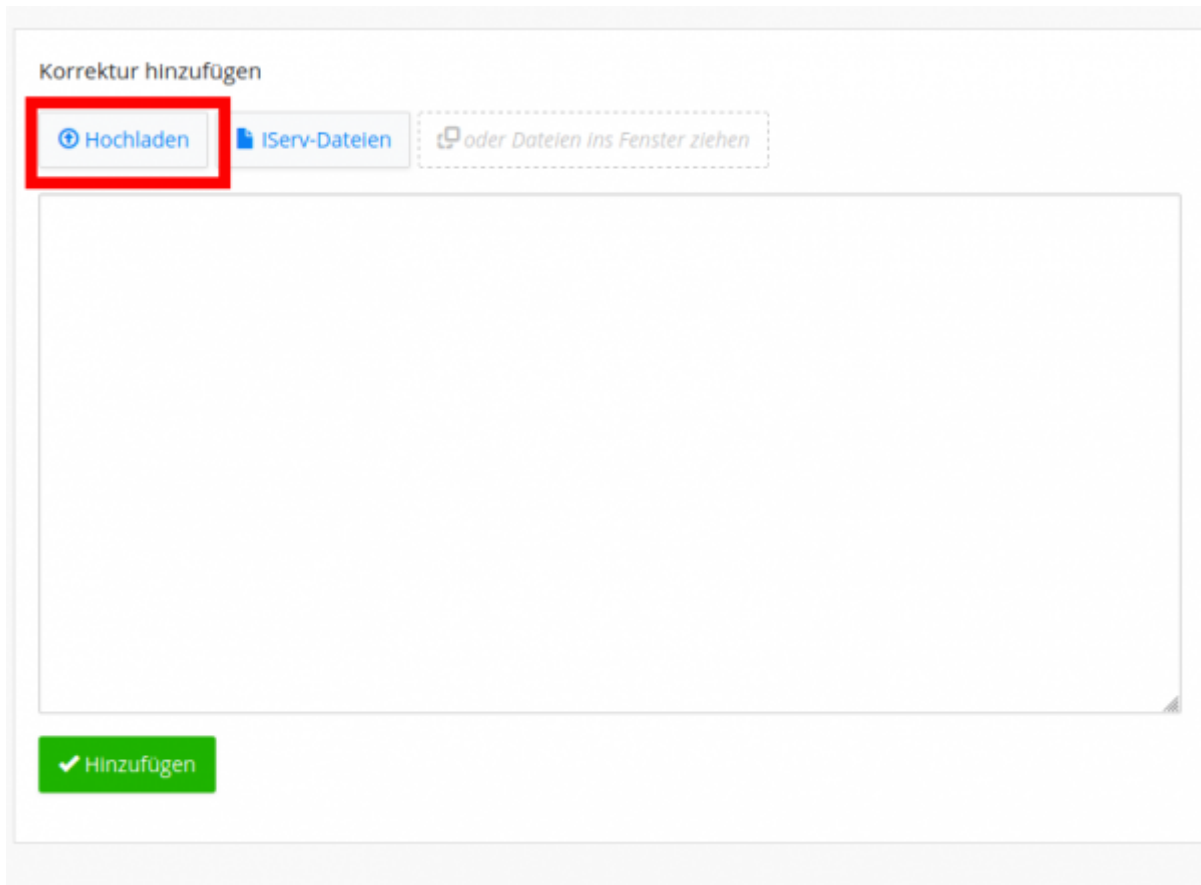 Korrektur hinzufügen
Hochladen IServ-Dateien oder Dateien ins Fenster ziehen
Hinzufügen